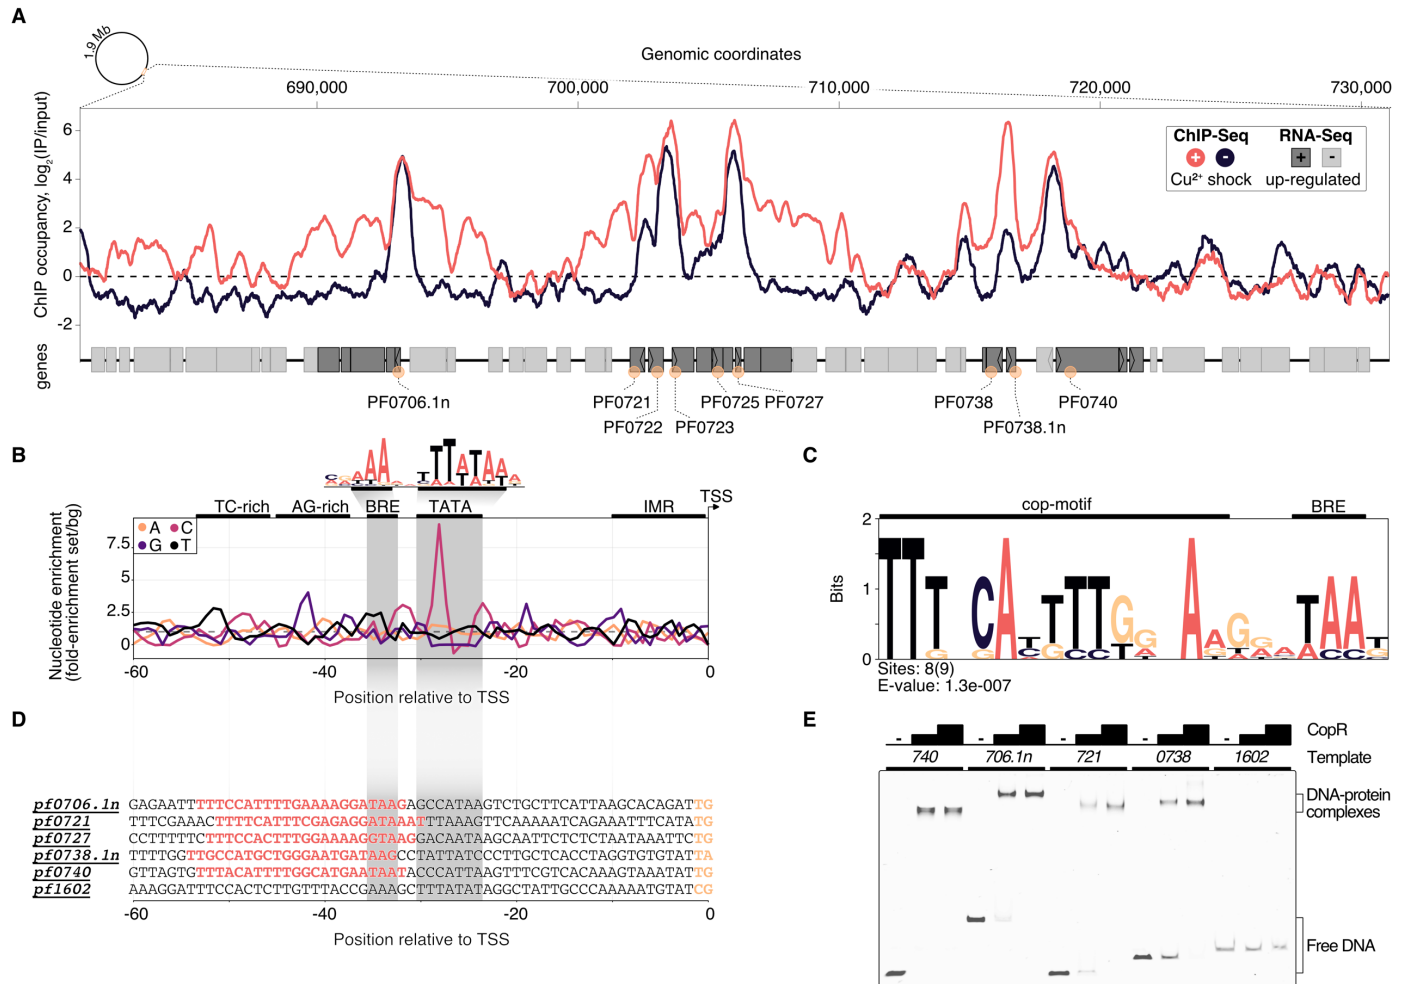 A
1.9 Mb
Genomic coordinates
690,000 700,000 710,000 720,000 730,000
ChIP occupancy, log2(IP/input)
6
4
2
0
-2
ChIP-Seq RNA-Seq
+ - + -
Cu²⁺ shock up-regulated
genes
PF0706.1n PF0721 PF0725 PF0727 PF0738 PF0740
PF0722 PF0723 PF0738.1n
B
TSS
TC-rich AG-rich BRE TATA IMR
A C
G T
Nucleotide enrichment
(fold-enrichment set/bg)
7.5
5
2.5
1
0
-60 -40 -20 0
Position relative to TSS
C
cop-motif BRE
Bits
2
1
0
Sites: 8(9)
E-value: 1.3e-007
D
pf0706.1n GAGAATTTTTCCATTTTGAAAAGGATAAGAGCCATAAGTCTGCTTCATTAAGCACAGATTG
pf0721 TTTCGAAACTTTTCATTTCGAGAGGATAAATTTAAAGTTCAAAAATCAGAAATTTCATATG
pf0727 CCTTTTTCTTTCCACTTTGGAAAAGGTAAGGACAATAAGCAATTCTCTCTAATAAATTCTG
pf0738.1n TTTTGGTTGCCATGCTGGGAATGATAAGCCTATTATCCCTTGCTCACCTAGGTGTGTATTA
pf0740 GTTAGTGTTTACATTTTGGCATGAATAATACCCATTAAGTTTCGTCACAAAGTAAATATTG
pf1602 AAAGGATTTCCACTCTTGTTTACCGAAAGCTTTATATAGGCTATTGCCCAAAAATGTATCG
-60 -40 -20 0
Position relative to TSS
E
- - - - - CopR
740 706.1n 721 0738 1602 Template
DNA-protein
complexes
Free DNA